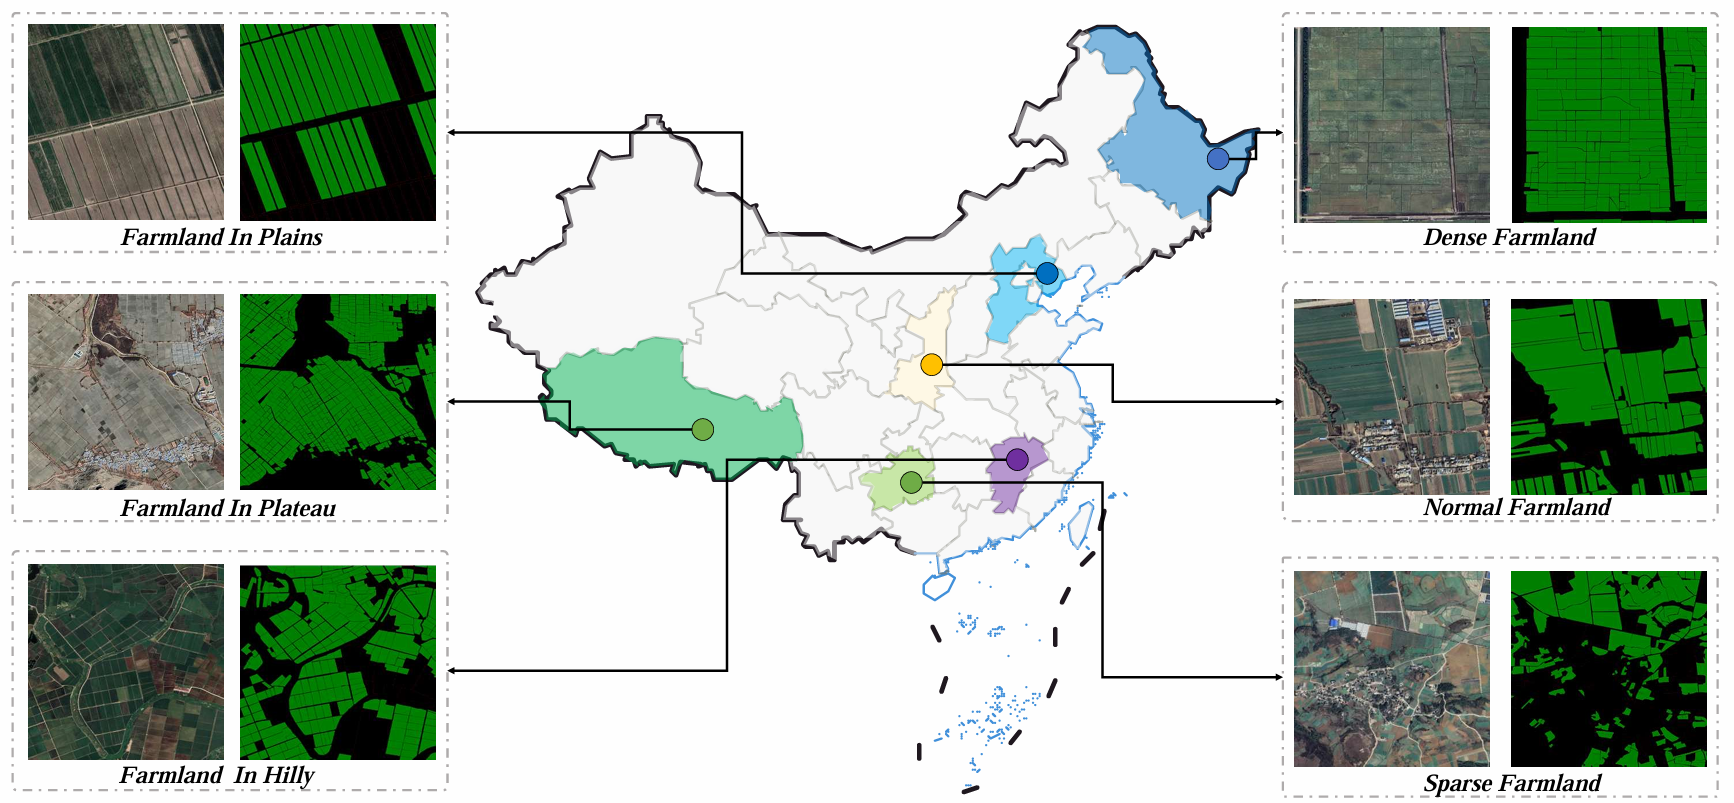 Farmland In Plains
Dense Farmland
Farmland In Plateau
Normal Farmland
Farmland In Hilly
Sparse Farmland